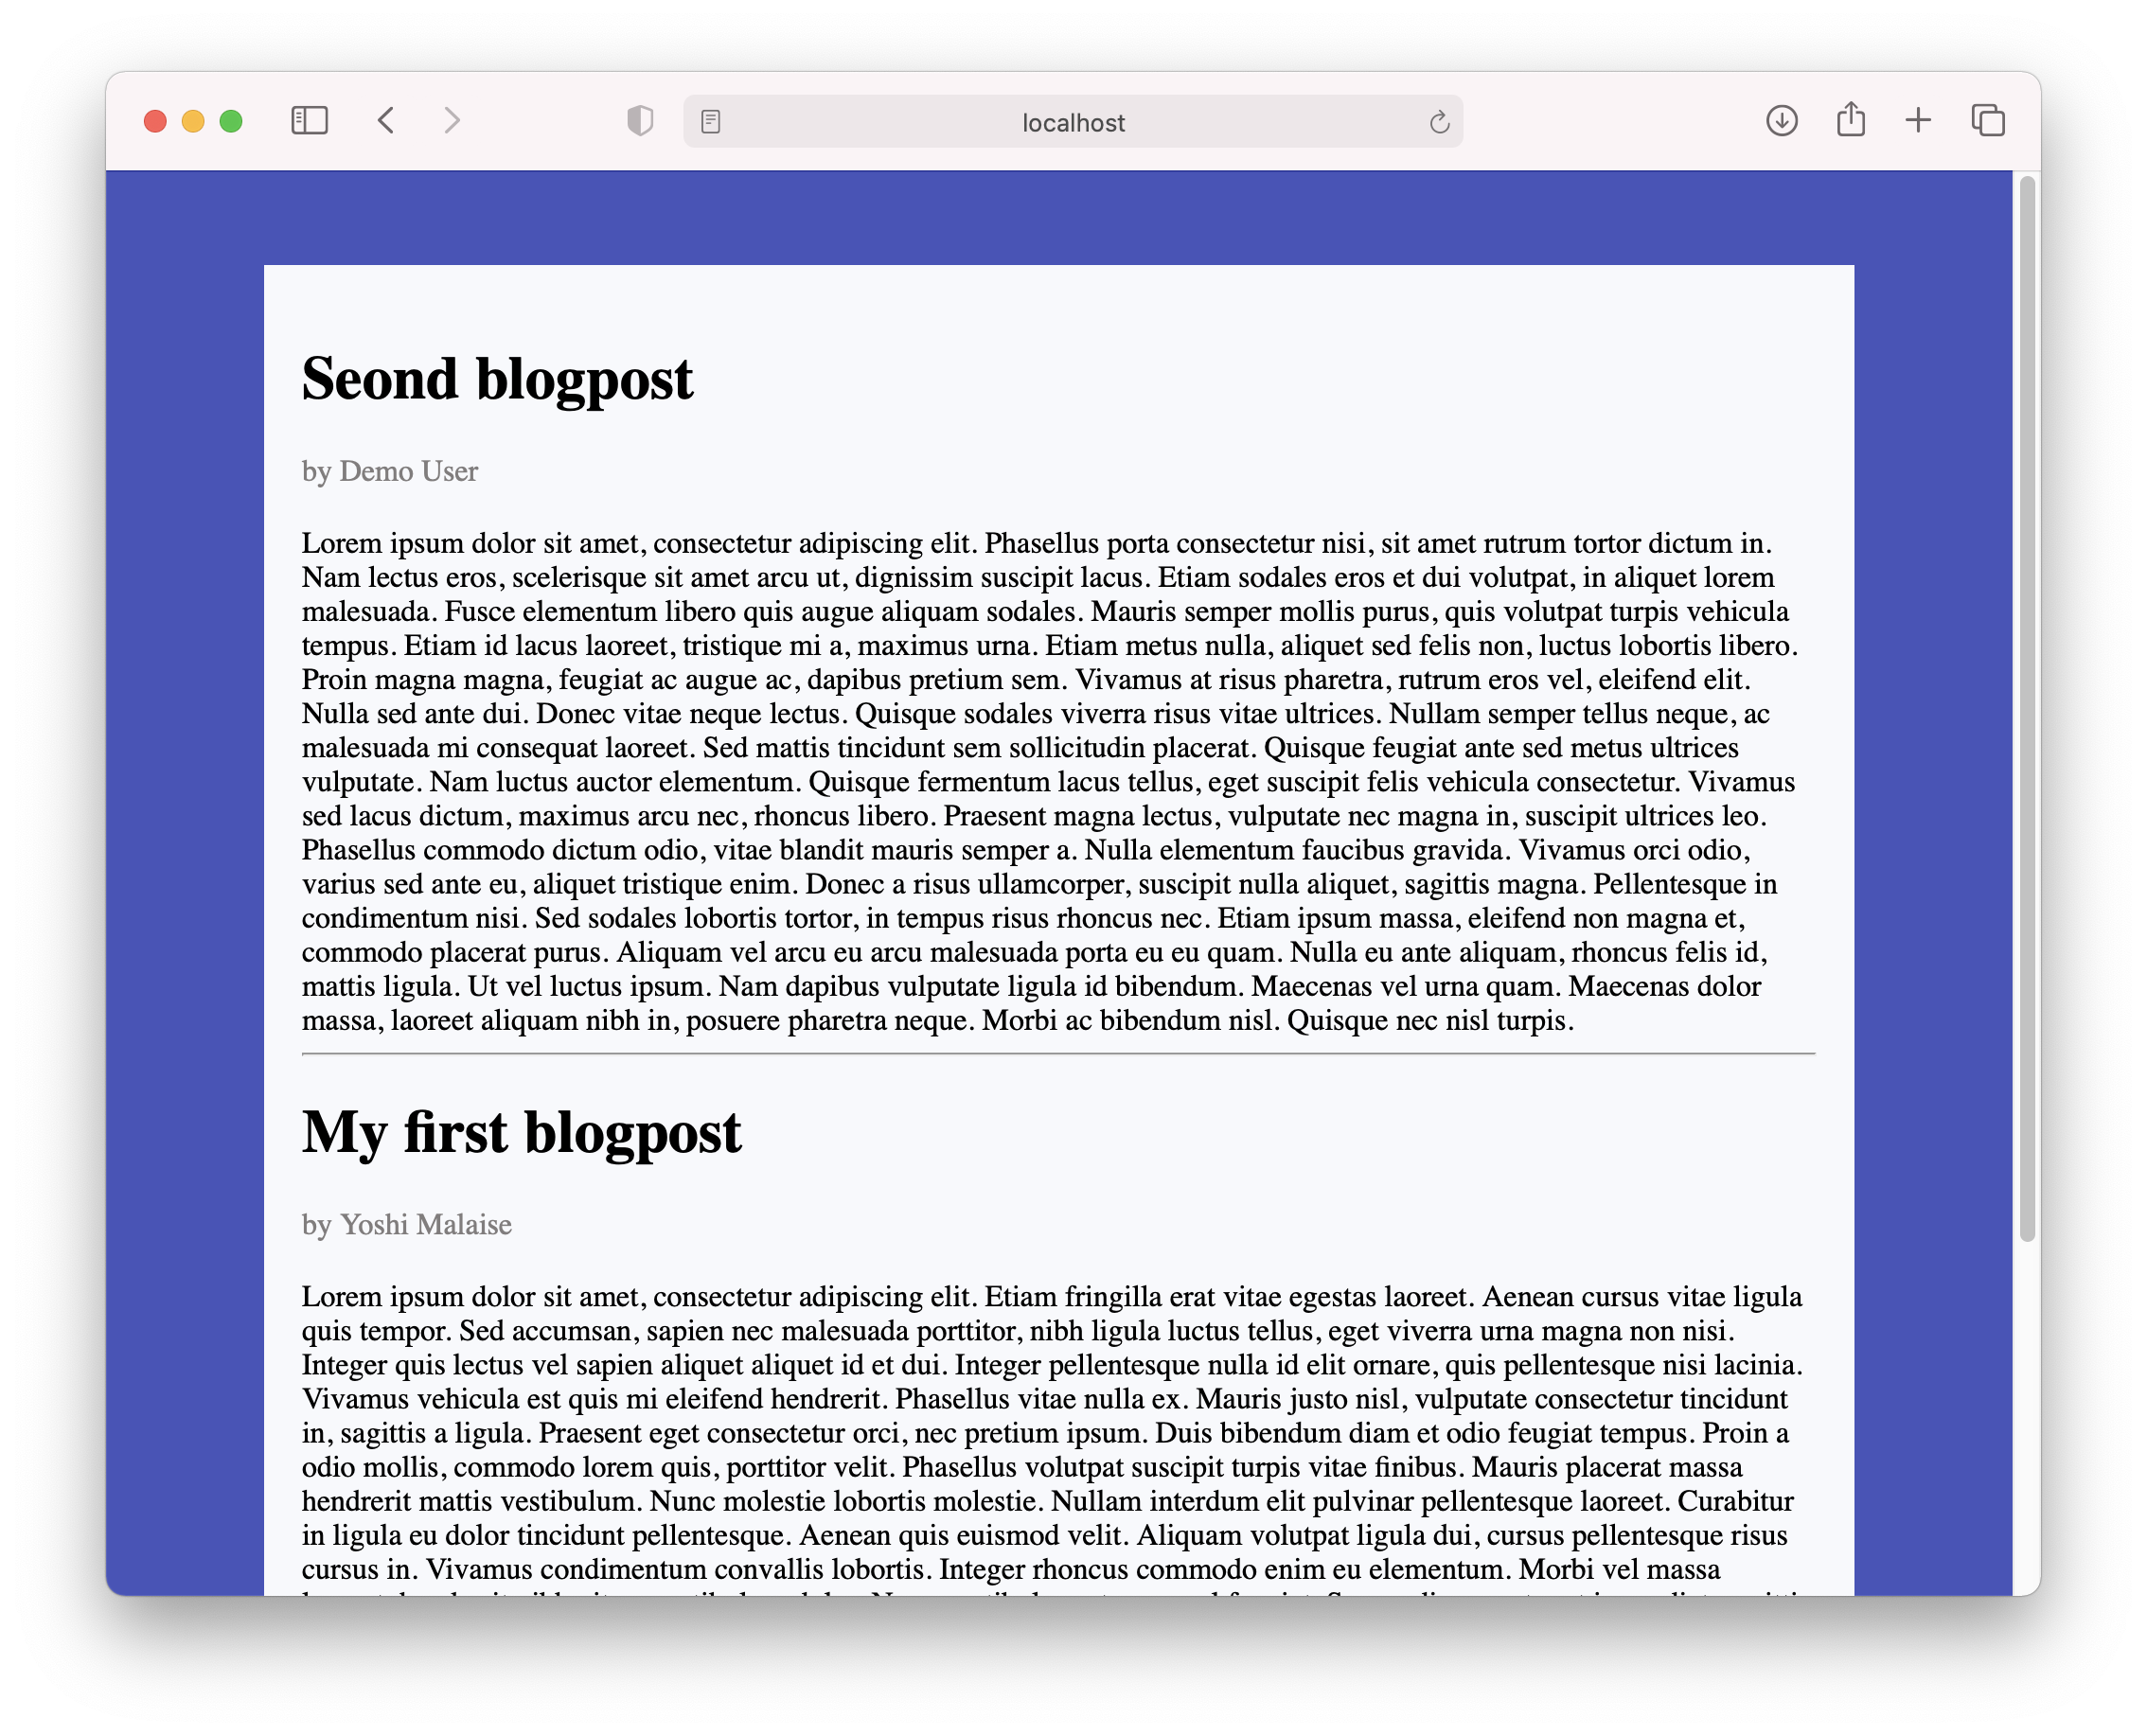 localhost
Seond blogpost
by Demo User
Lorem ipsum dolor sit amet, consectetur adipiscing elit. Phasellus porta consectetur nisi, sit amet rutrum tortor dictum in.
Nam lectus eros, scelerisque sit amet arcu ut, dignissim suscipit lacus. Etiam sodales eros et dui volutpat, in aliquet lorem
malesuada. Fusce elementum libero quis augue aliquam sodales. Mauris semper mollis purus, quis volutpat turpis vehicula
tempus. Etiam id lacus laoreet, tristique mi a, maximus urna. Etiam metus nulla, aliquet sed felis non, luctus lobortis libero.
Proin magna magna, feugiat ac augue ac, dapibus pretium sem. Vivamus at risus pharetra, rutrum eros vel, eleifend elit.
Nulla sed ante dui. Donec vitae neque lectus. Quisque sodales viverra risus vitae ultrices. Nullam semper tellus neque, ac
malesuada mi consequat laoreet. Sed mattis tincidunt sem sollicitudin placerat. Quisque feugiat ante sed metus ultrices
vulputate. Nam luctus auctor elementum. Quisque fermentum lacus tellus, eget suscipit felis vehicula consectetur. Vivamus
sed lacus dictum, maximus arcu nec, rhoncus libero. Praesent magna lectus, vulputate nec magna in, suscipit ultrices leo.
Phasellus commodo dictum odio, vitae blandit mauris semper a. Nulla elementum faucibus gravida. Vivamus orci odio,
varius sed ante eu, aliquet tristique enim. Donec a risus ullamcorper, suscipit nulla aliquet, sagittis magna. Pellentesque in
condimentum nisi. Sed sodales lobortis tortor, in tempus risus rhoncus nec. Etiam ipsum massa, eleifend non magna et,
commodo placerat purus. Aliquam vel arcu eu arcu malesuada porta eu eu quam. Nulla eu ante aliquam, rhoncus felis id,
mattis ligula. Ut vel luctus ipsum. Nam dapibus vulputate ligula id bibendum. Maecenas vel urna quam. Maecenas dolor
massa, laoreet aliquam nibh in, posuere pharetra neque. Morbi ac bibendum nisl. Quisque nec nisl turpis.
My first blogpost
by Yoshi Malaise
Lorem ipsum dolor sit amet, consectetur adipiscing elit. Etiam fringilla erat vitae egestas laoreet. Aenean cursus vitae ligula
quis tempor. Sed accumsan, sapien nec malesuada porttitor, nibh ligula luctus tellus, eget viverra urna magna non nisi.
Integer quis lectus vel sapien aliquet aliquet id et dui. Integer pellentesque nulla id elit ornare, quis pellentesque nisi lacinia.
Vivamus vehicula est quis mi eleifend hendrerit. Phasellus vitae nulla ex. Mauris justo nisl, vulputate consectetur tincidunt
in, sagittis a ligula. Praesent eget consectetur orci, nec pretium ipsum. Duis bibendum diam et odio feugiat tempus. Proin a
odio mollis, commodo lorem quis, porttitor velit. Phasellus volutpat suscipit turpis vitae finibus. Mauris placerat massa
hendrerit mattis vestibulum. Nunc molestie lobortis molestie. Nullam interdum elit pulvinar pellentesque laoreet. Curabitur
in ligula eu dolor tincidunt pellentesque. Aenean quis euismod velit. Aliquam volutpat ligula dui, cursus pellentesque risus
cursus in. Vivamus condimentum convallis lobortis. Integer rhoncus commodo enim eu elementum. Morbi vel massa